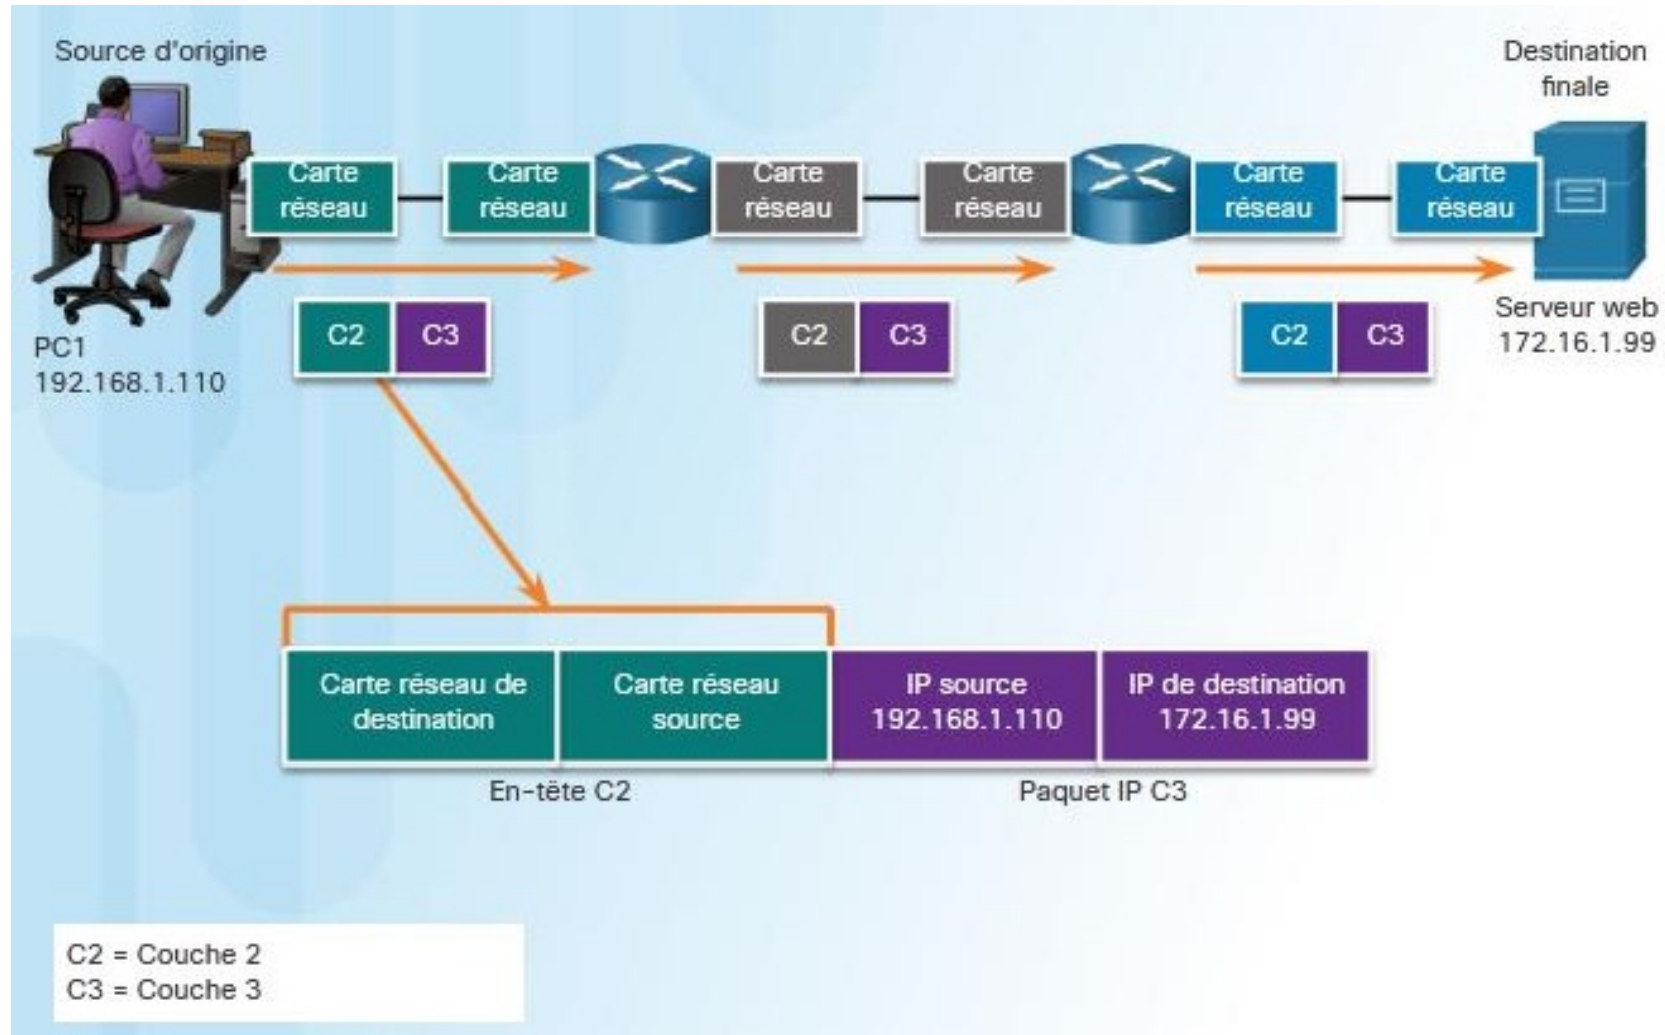 Source d'origine
Destination
finale
Carte
réseau
Carte
réseau
Carte
réseau
Carte
réseau
Carte
réseau
Carte
réseau
C2 C3
C2 C3
C2 C3
PC1
192.168.1.110
Serveur web
172.16.1.99
Carte réseau de
destination
Carte réseau
source
IP source
192.168.1.110
IP de destination
172.16.1.99
En-tête C2
Paquet IP C3
C2 = Couche 2
C3 = Couche 3